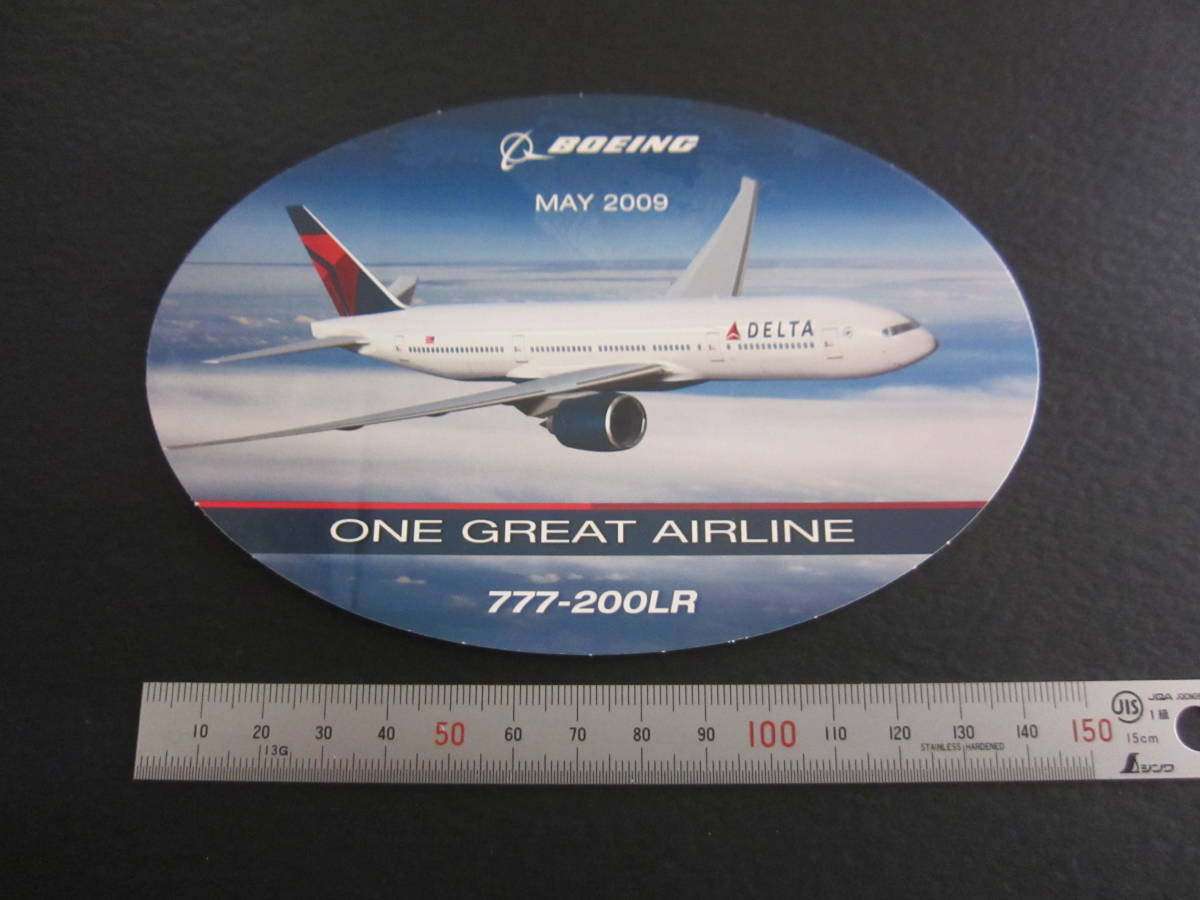 BOEING
MAY 2009
DELTA
ONE GREAT AIRLINE
777-200LR
10 20 30 40 50 60 70 80 90 100 110 120 130 140 150
13G
STAINLESS HARDENED
JIS
JQA
1級
15cm
シンワ